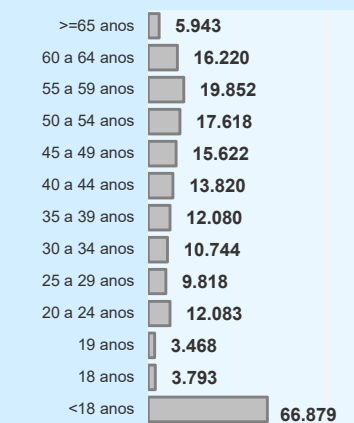 >=65 anos 5.943
60 a 64 anos 16.220
55 a 59 anos 19.852
50 a 54 anos 17.618
45 a 49 anos 15.622
40 a 44 anos 13.820
35 a 39 anos 12.080
30 a 34 anos 10.744
25 a 29 anos 9.818
20 a 24 anos 12.083
19 anos 3.468
18 anos 3.793
<18 anos 66.879